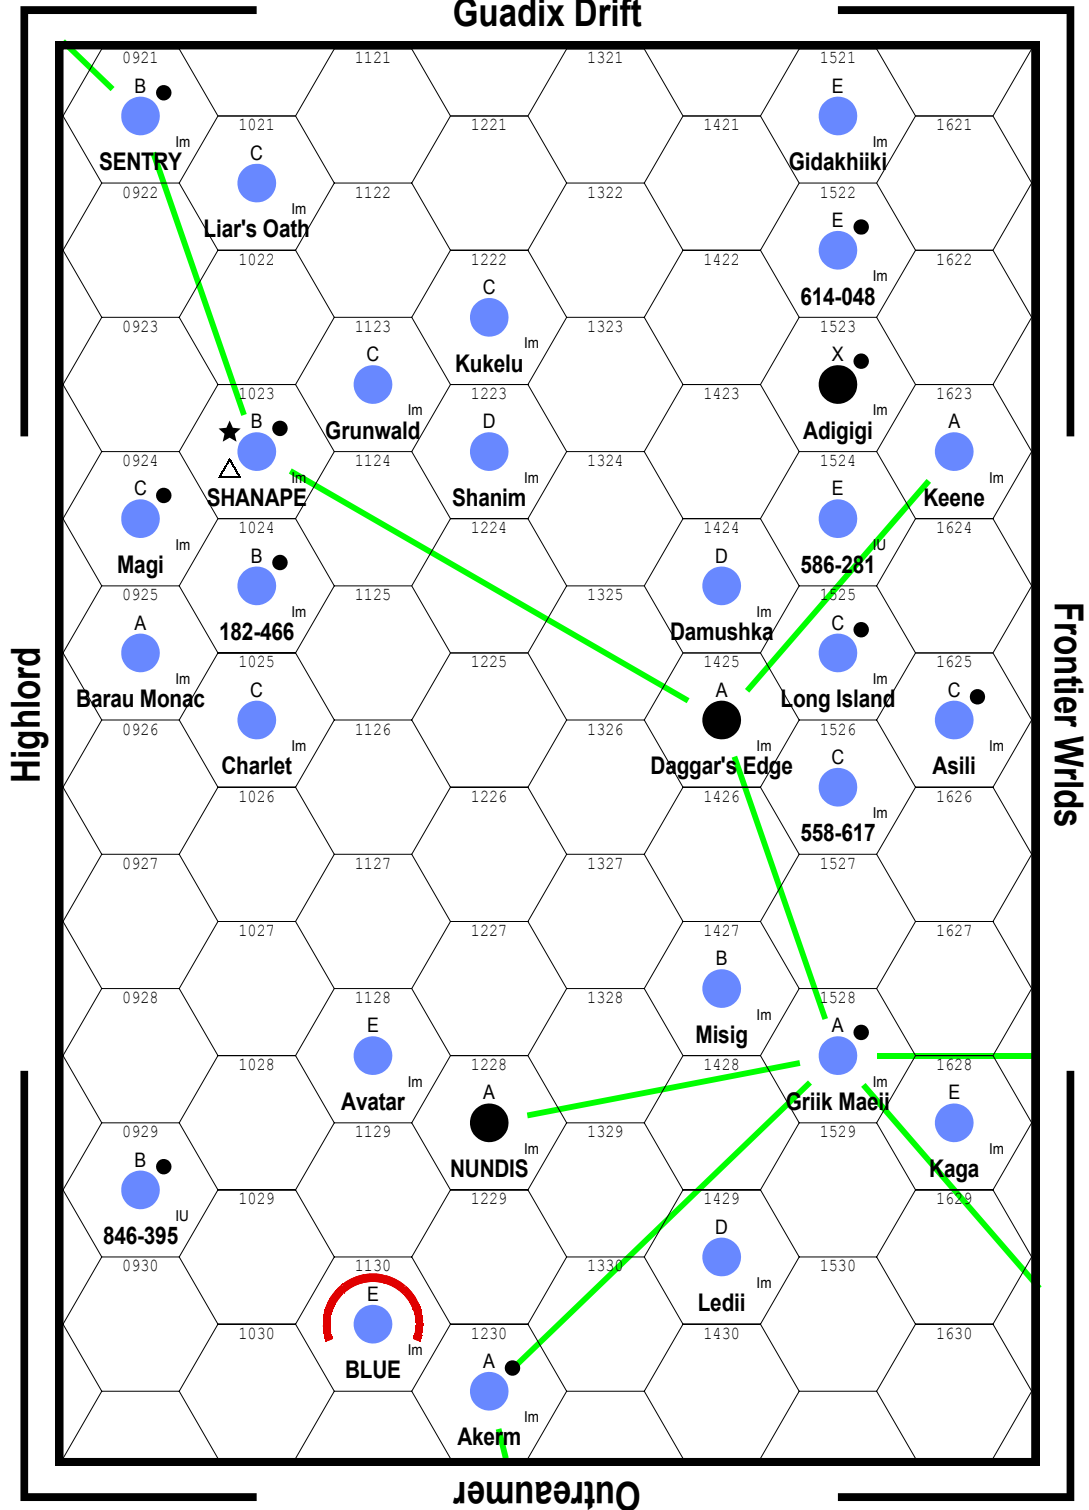 Guadix Drift
0921 1121 1321 1521
B E
Im 1021 1221 1421 Im 1621
SENTRY C Gidakhiiki
0922 1122 1322 1522
Im E
Liar's Oath
1022 1222 1422 Im 1622
C 614-048
0923 1123 1323 1523
C Im X
Kukelu
1023 Im 1223 1423 Im 1623
B Grunwald D Adigigi A
0924 Im 1124 Im 1324 1524 Im
C SHANAPE Shanim E Keene
Im 1024 1224 1424 IU 1624
Magi B D 586-281
0925 Im 1125 1325 Im 1525
A 182-466 Damushka C
Im 1025 1225 1425 Im 1625
Barau Monac C A Long Island C
0926 Im 1126 1326 Im 1526 Im
Charlet Daggar's Edge C Asili
1026 1226 1426 Im 1626
558-617
0927 1127 1327 1527
1027 1227 1427 1627
B
0928 1128 1328 Im 1528
E Misig A
1028 Im 1228 1428 Im 1628
Avatar A Griik Maeii E
0929 1129 Im 1329 1529 Im
B NUNDIS Kaga
IU 1029 1229 1429 1629
846-395 D
0930 1130 1330 Im 1530
E Ledii
1030 Im 1230 1430 1630
BLUE A
Im
Akerm
Highlord
Frontier Wrlds
Outreaumer